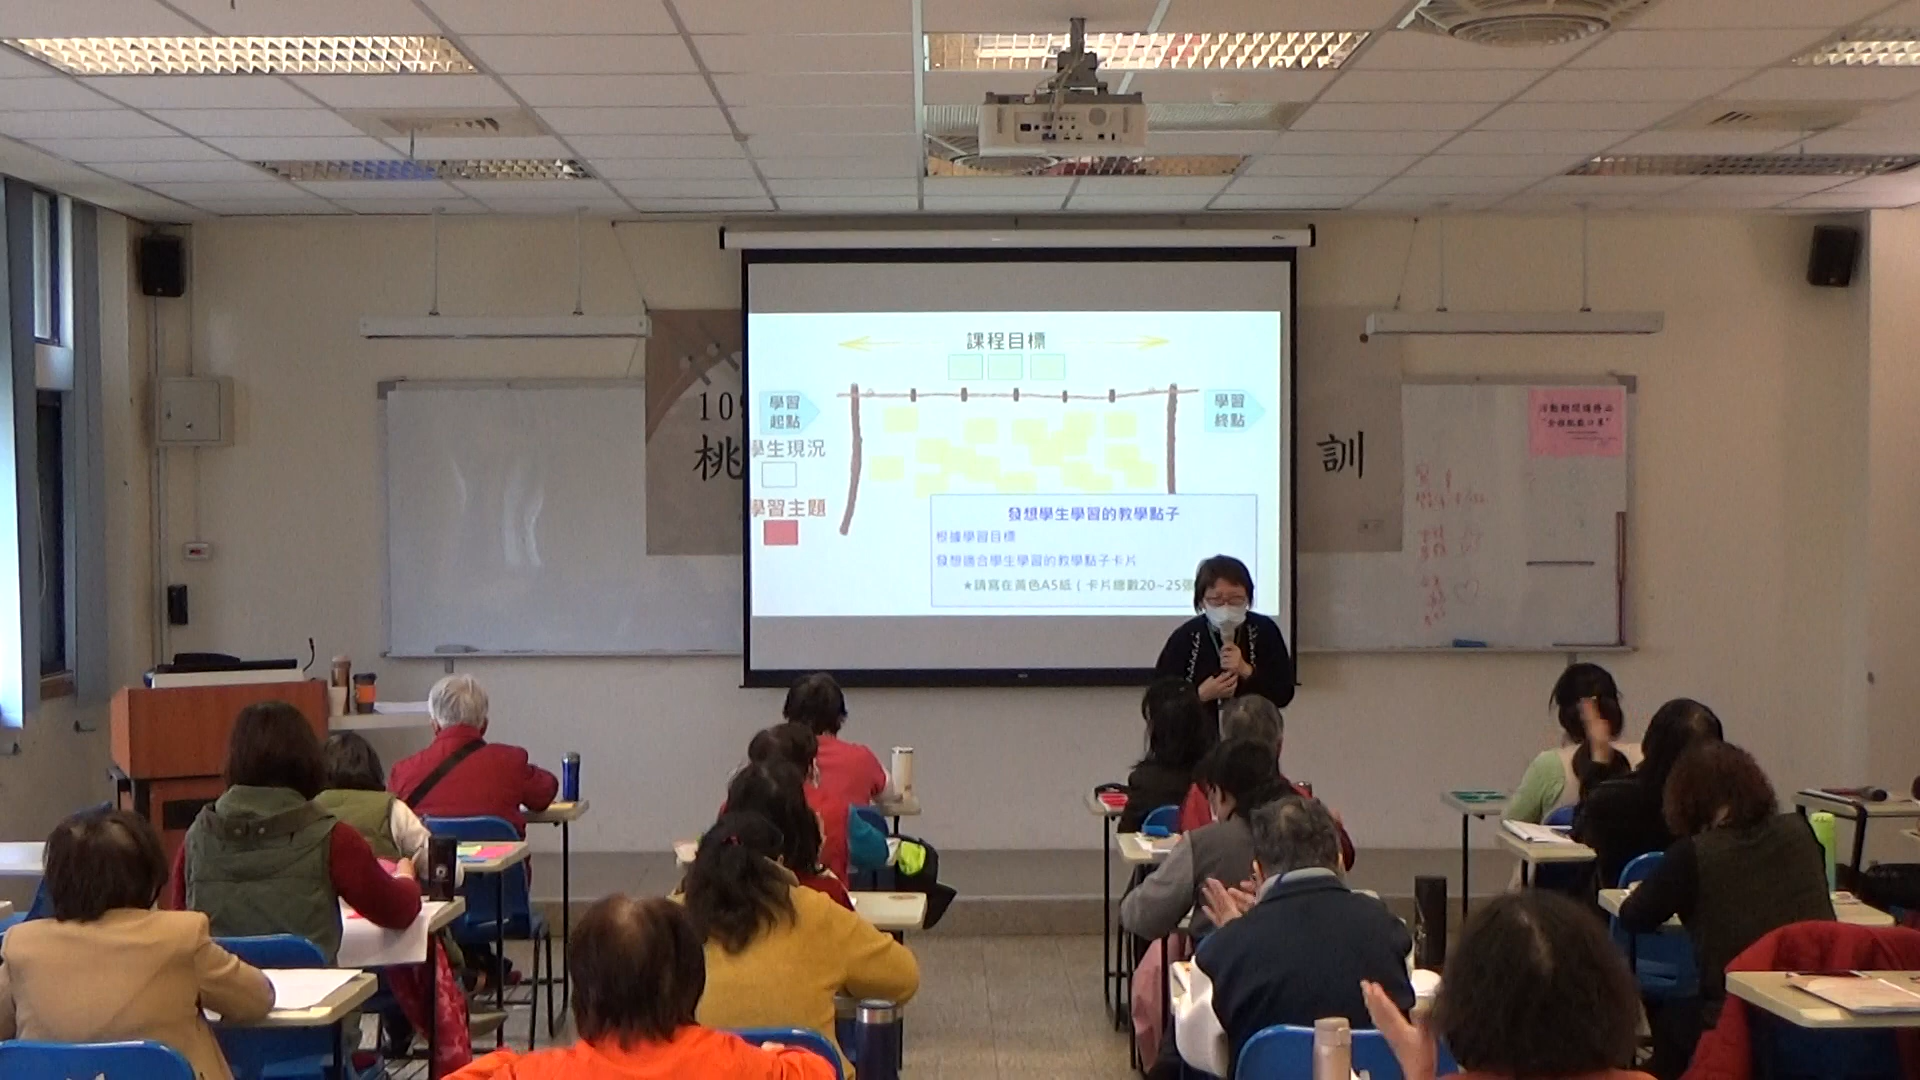 課程目標
學習
起點
學習
終點
學生現況
學習主題
發想學生學習的教學點子
根據學習目標
發想適合學生學習的教學點子卡片
★請寫在黃色A5紙（卡片總數20~25張
10
桃
訓